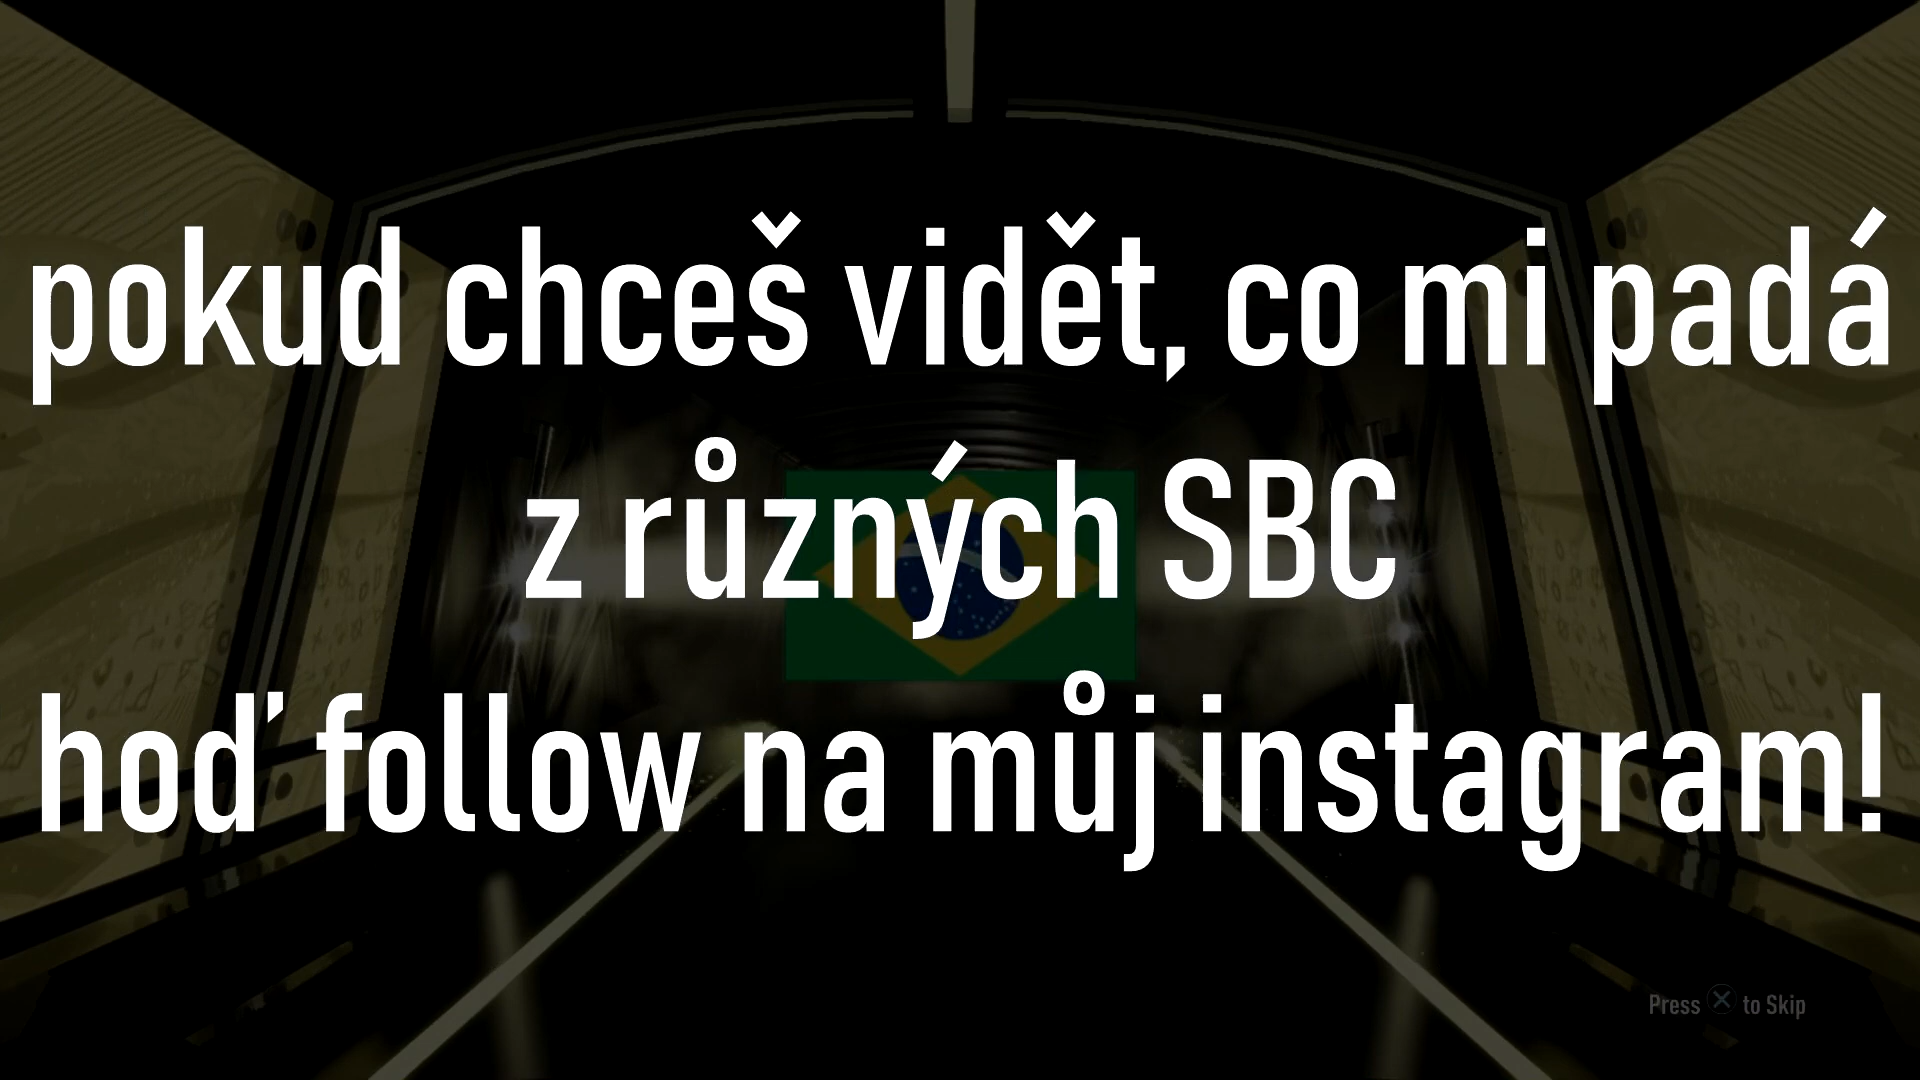 pokud chceš vidět, co mi padá
z různých SBC
hoď follow na můj instagram!
Press ⓧ to Skip